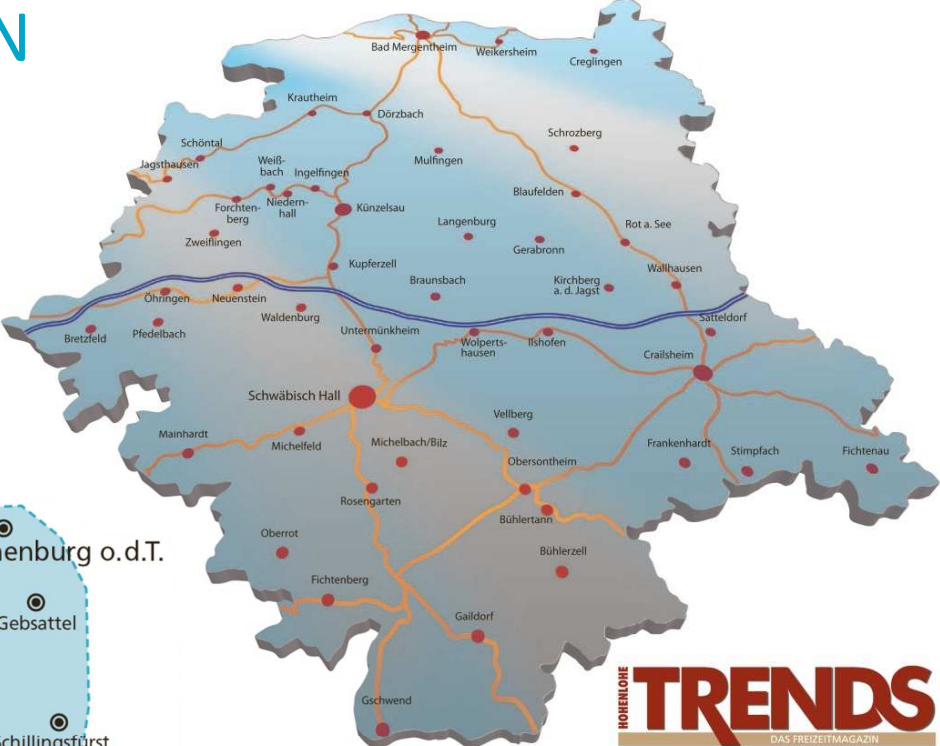 N
Bad Mergentheim
Weikersheim
Creglingen
Krautheim
Dörzbach
Schrozberg
Schöntal
Mulfingen
Jagsthausen
Weiß-
bach
Ingelfingen
Blaufelden
Forchten-
berg
Niedern-
hall
Künzelsau
Langenburg
Rot a. See
Zweiflingen
Gerabronn
Kupferzell
Wallhausen
Braunsbach
Kirchberg
a. d. Jagst
Öhringen
Neuenstein
Waldenburg
Satteldorf
Bretzfeld
Pfedelbach
Untermünkheim
Wolperts-
hausen
Ilshofen
Crailsheim
Schwäbisch Hall
Vellberg
Mainhardt
Michelfeld
Michelbach/Bilz
Frankenhardt
Stimpfach
Fichtenau
Obersontheim
Rosengarten
Bühlertann
Oberrot
Bühlerzell
enburg o.d.T.
Fichtenberg
Gebsattel
Gaildorf
Gschwend
Schillingsfürst
HOHENLOHE
TRENDS
DAS FREIZEITMAGAZIN